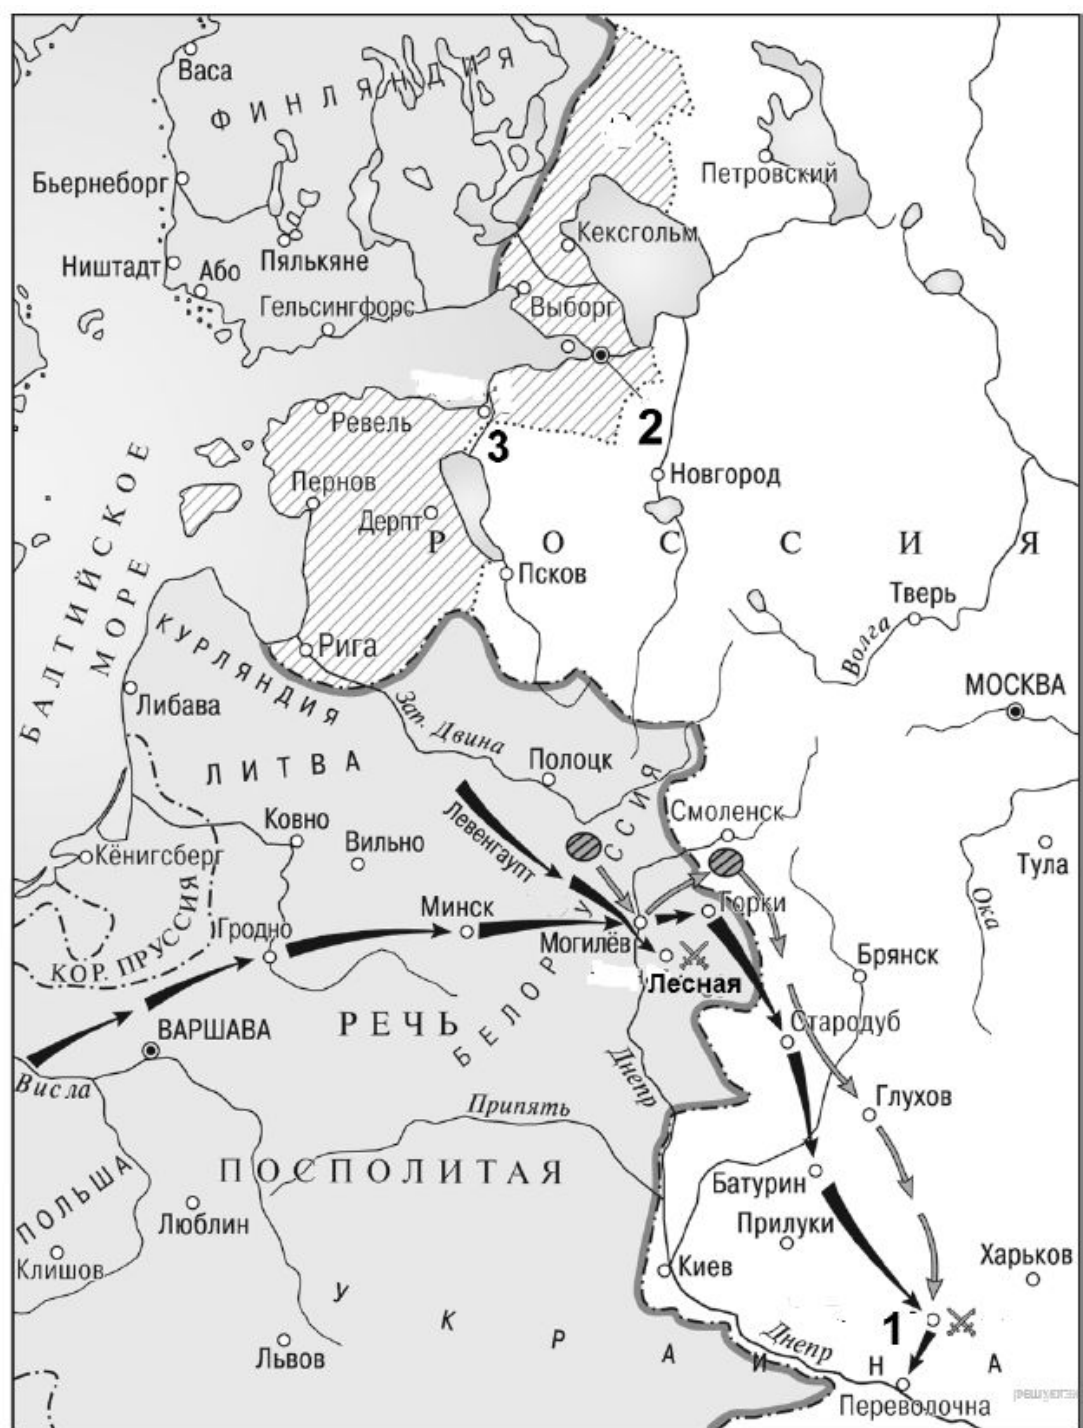 Васа
ФИНЛЯНДИЯ
Бьернеборг
Петровский
Кексгольм
Ништадт
Або
Пялькяне
Гельсингфорс
Выборг
Ревель
3
2
Пернов
Новгород
Дерпт
РОССИЯ
Псков
БАЛТИЙСКОЕ
МОРЕ
Тверь
Волга
КУРЛЯНДИЯ
Рига
МОСКВА
Либава
Зап. Двина
Полоцк
ЛИТВА
Смоленск
Ковно
Левенгаупт
Вильно
Тула
Кёнигсберг
КОР. ПРУССИЯ
Гродно
Минск
Горки
Ока
Могилёв
Брянск
Лесная
БЕЛОРУССИЯ
ВАРШАВА
РЕЧЬ
Стародуб
Висла
Днепр
Припять
Глухов
ПОСПОЛИТАЯ
ПОЛЬША
Люблин
Батурин
Прилуки
Клишов
Киев
Харьков
УКРАИНА
1
Львов
Днепр
Переволочна